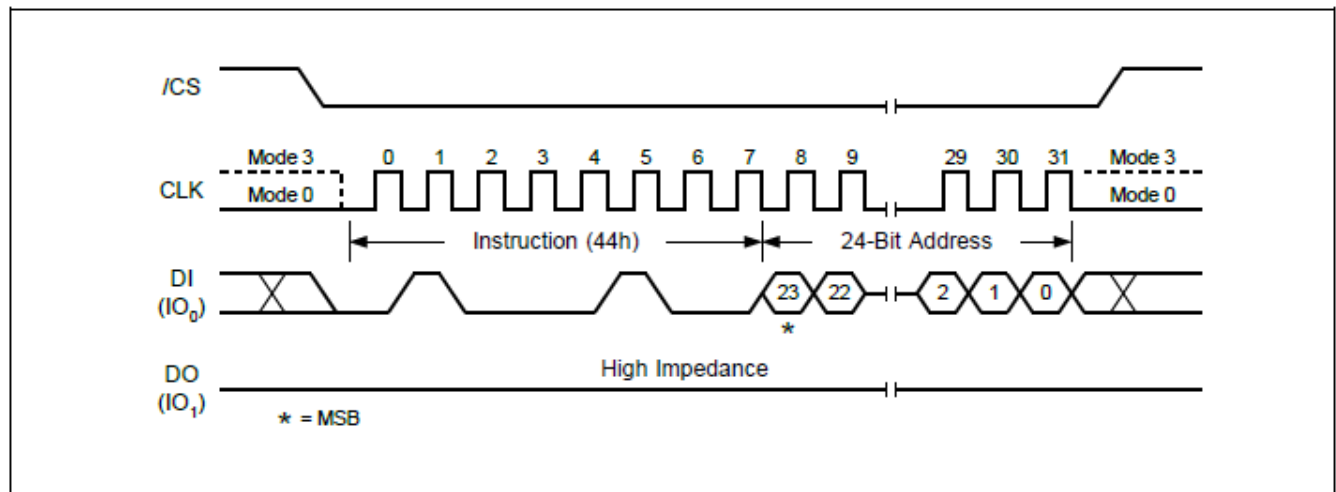 /CS
Mode 3 0 1 2 3 4 5 6 7 8 9 29 30 31 Mode 3
CLK Mode 0 Mode 0
Instruction (44h) 24-Bit Address
DI
(IO₀) 23 22 2 1 0
*
High Impedance
DO
(IO₁)
* = MSB